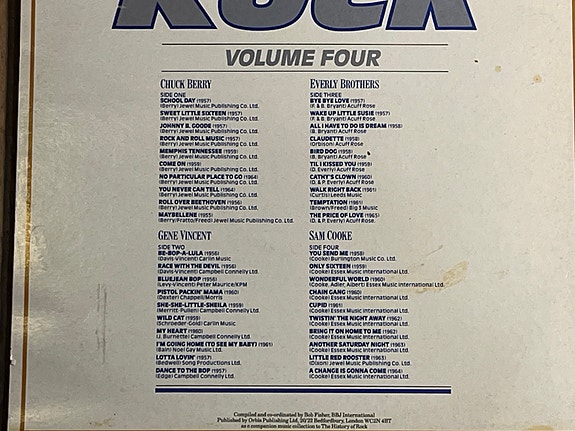 ROCK
VOLUME FOUR
CHUCK BERRY
SIDE ONE
SCHOOL DAY (1957)
(Berry) Jewel Music Publishing Co. Ltd.
SWEET LITTLE SIXTEEN (1957)
(Berry) Jewel Music Publishing Co. Ltd.
JOHNNY B. GOODE (1957)
(Berry) Jewel Music Publishing Co. Ltd.
ROCK AND ROLL MUSIC (1957)
(Berry) Jewel Music Publishing Co. Ltd.
MEMPHIS TENNESSEE (1959)
(Berry) Jewel Music Publishing Co. Ltd.
COME ON (1959)
(Berry) Jewel Music Publishing Co. Ltd.
NO PARTICULAR PLACE TO GO (1964)
(Berry) Jewel Music Publishing Co. Ltd.
YOU NEVER CAN TELL (1964)
(Berry) Jewel Music Publishing Co. Ltd.
ROLL OVER BEETHOVEN (1956)
(Berry) Jewel Music Publishing Co. Ltd.
MAYBELLENE (1955)
(Berry/Fratto/Freed) Jewel Music Publishing Co. Ltd.
GENE VINCENT
SIDE TWO
BE-BOP-A-LULA (1956)
(Davis-Vincent) Carlin Music
RACE WITH THE DEVIL (1956)
(Davis-Vincent) Campbell Connelly Ltd.
BLUEJEAN BOP (1956)
(Levy-Vincent) Peter Maurice/KPM
PISTOL PACKIN' MAMA (1960)
(Dexter) Chappell/Morris
SHE-SHE-LITTLE-SHEILA (1959)
(Merritt-Pullen) Campbell Connelly Ltd.
WILD CAT (1959)
(Schroeder-Gold) Carlin Music
MY HEART (1960)
(J. Burnette) Campbell Connelly Ltd.
I'M GOING HOME (TO SEE MY BABY) (1961)
(Bain) Noel Gay Music Ltd.
LOTTA LOVIN' (1957)
(Bedwell) Song Productions Ltd.
DANCE TO THE BOP (1957)
(Edge) Campbell Connelly Ltd.
EVERLY BROTHERS
SIDE THREE
BYE BYE LOVE (1957)
(F. & B. Bryant) Acuff Rose
WAKE UP LITTLE SUSIE (1957)
(F. & B. Bryant) Acuff Rose
ALL I HAVE TO DO IS DREAM (1958)
(B. Bryant) Acuff Rose
CLAUDETTE (1958)
(Orbison) Acuff Rose
BIRD DOG (1958)
(B. Bryant) Acuff Rose
TIL I KISSED YOU (1959)
(D. Everly) Acuff Rose
CATHY'S CLOWN (1960)
(D. & P. Everly) Acuff Rose
WALK RIGHT BACK (1961)
(Curtis) Leeds Music
TEMPTATION (1961)
(Brown/Freed) Big 3 Music
THE PRICE OF LOVE (1965)
(D. & P. Everly) Acuff Rose
SAM COOKE
SIDE FOUR
YOU SEND ME (1958)
(Cooke) Burlington Music Co. Ltd.
ONLY SIXTEEN (1959)
(Cooke) Essex Music International Ltd.
WONDERFUL WORLD (1960)
(Cooke, Adler, Albert) Essex Music International Ltd.
CHAIN GANG (1960)
(Cooke) Essex Music International Ltd.
CUPID (1961)
(Cooke) Essex Music International Ltd.
TWISTIN' THE NIGHT AWAY (1962)
(Cooke) Essex Music International Ltd.
BRING IT ON HOME TO ME (1962)
(Cooke) Essex Music International Ltd.
ANOTHER SATURDAY NIGHT (1963)
(Cooke) Essex Music International Ltd.
LITTLE RED ROOSTER (1963)
(Dixon) Jewel Music Publishing Co. Ltd.
A CHANGE IS GONNA COME (1964)
(Cooke) Essex Music International Ltd.
Compiled and co-ordinated by Bob Fisher, BBJ International
Published by Orbis Publishing Ltd, 20/22 Bedfordbury, London WC2N 4BT
as a companion music collection to The History of Rock